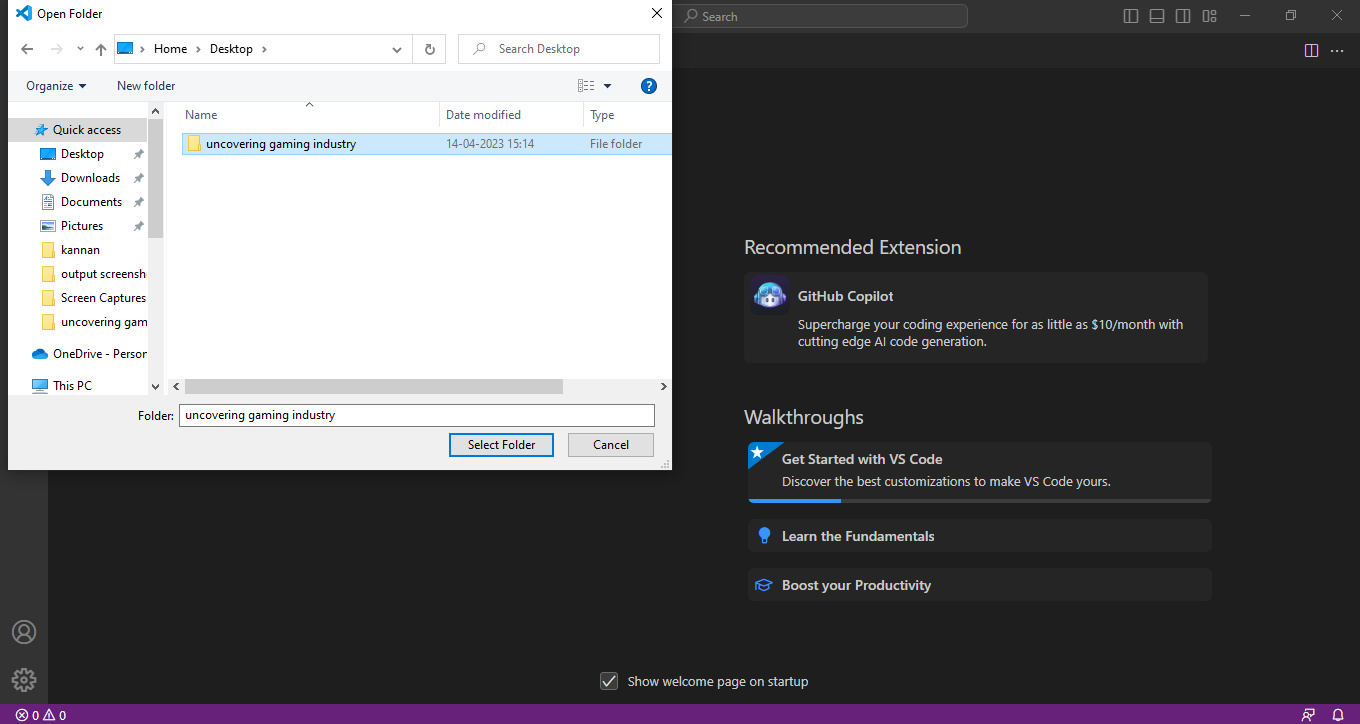 Open Folder
Search
Home
Desktop
Search Desktop
Organize
New folder
?
Name
Date modified
Type
Quick access
uncovering gaming industry
14-04-2023 15:14
File folder
Desktop
Downloads
Documents
Pictures
kannan
output screensh
Screen Captures
uncovering gam
OneDrive - Person
This PC
Folder:
uncovering gaming industry
Select Folder
Cancel
Recommended Extension
GitHub Copilot
Supercharge your coding experience for as little as $10/month with
cutting edge AI code generation.
Walkthroughs
Get Started with VS Code
Discover the best customizations to make VS Code yours.
Learn the Fundamentals
Boost your Productivity
Show welcome page on startup
0
0